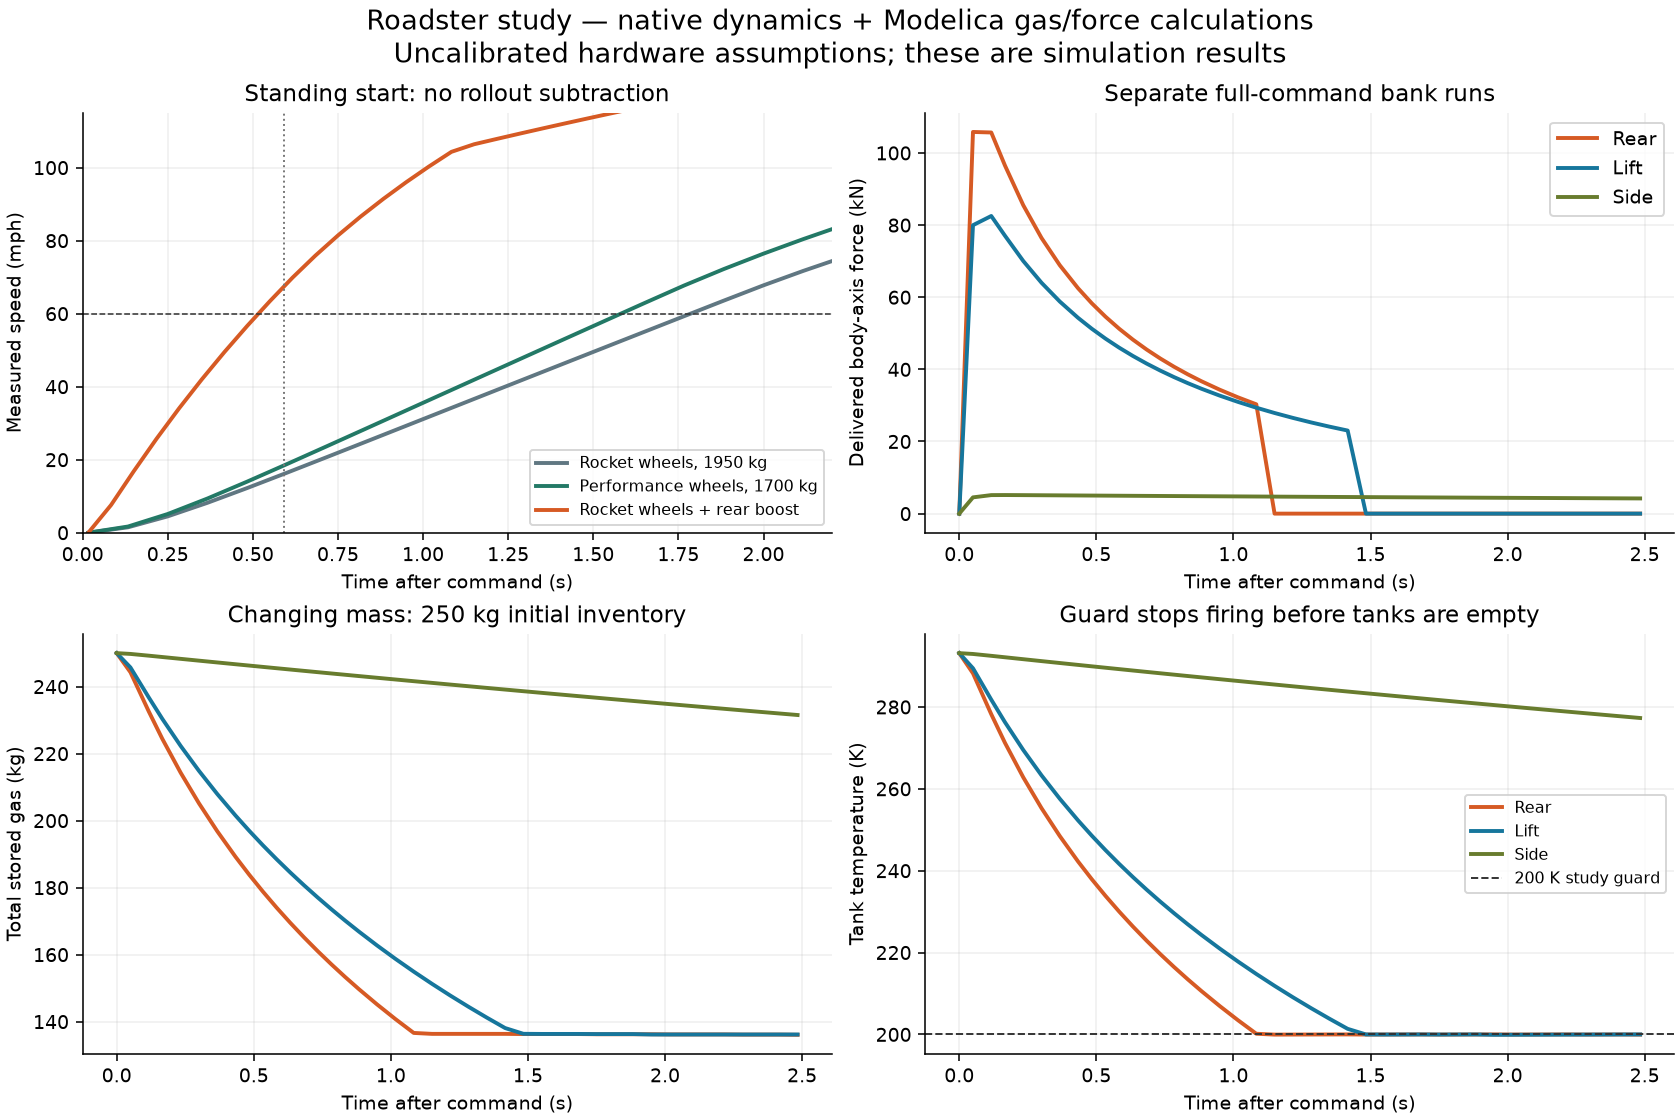 Roadster study — native dynamics + Modelica gas/force calculations
Uncalibrated hardware assumptions; these are simulation results
Standing start: no rollout subtraction
Measured speed (mph)
100
80
60
40
20
0
0.00 0.25 0.50 0.75 1.00 1.25 1.50 1.75 2.00
Time after command (s)
Rocket wheels, 1950 kg
Performance wheels, 1700 kg
Rocket wheels + rear boost
Separate full-command bank runs
Delivered body-axis force (kN)
100
80
60
40
20
0
0.0 0.5 1.0 1.5 2.0 2.5
Time after command (s)
Rear
Lift
Side
Changing mass: 250 kg initial inventory
Total stored gas (kg)
240
220
200
180
160
140
0.0 0.5 1.0 1.5 2.0 2.5
Time after command (s)
Guard stops firing before tanks are empty
Tank temperature (K)
280
260
240
220
200
0.0 0.5 1.0 1.5 2.0 2.5
Time after command (s)
Rear
Lift
Side
200 K study guard